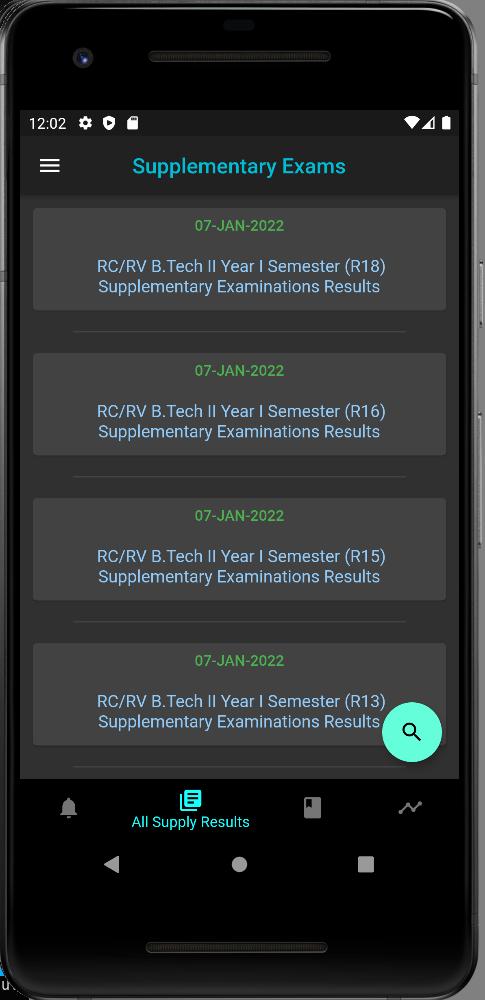 12:02
Supplementary Exams
07-JAN-2022
RC/RV B.Tech II Year I Semester (R18)
Supplementary Examinations Results
07-JAN-2022
RC/RV B.Tech II Year I Semester (R16)
Supplementary Examinations Results
07-JAN-2022
RC/RV B.Tech II Year I Semester (R15)
Supplementary Examinations Results
07-JAN-2022
RC/RV B.Tech II Year I Semester (R13)
Supplementary Examinations Results
All Supply Results